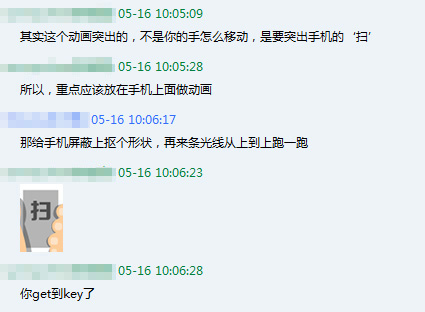 05-16 10:05:09
其实这个动画突出的，不是你的手怎么移动，是要突出手机的‘扫’
05-16 10:05:28
所以，重点应该放在手机上面做动画
05-16 10:06:17
那给手机屏蔽上抠个形状，再来条光线从上到上跑一跑
05-16 10:06:23
扫
05-16 10:06:28
你get到key了